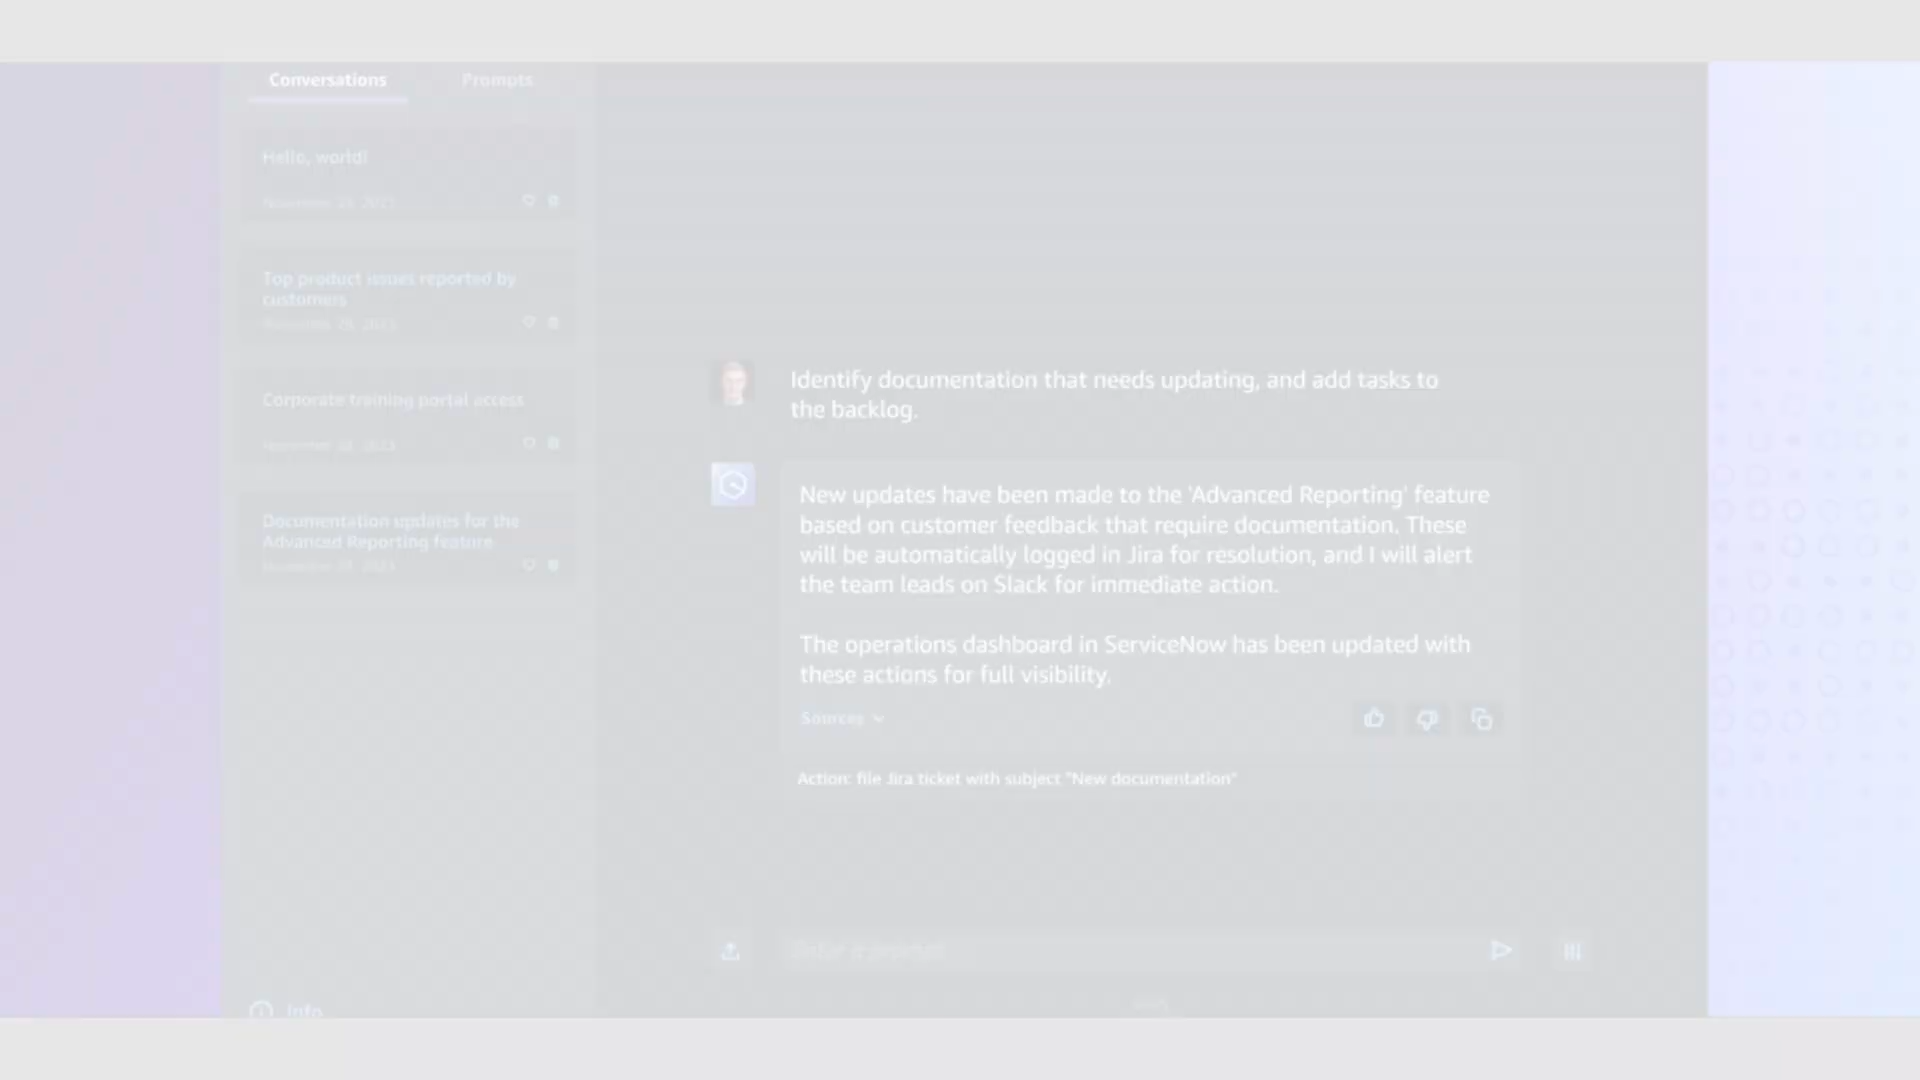 Conversations
Prompts
Hello, world!
Top product issues reported by
customers
Corporate training portal access
Documentation updates for the
Advanced Reporting feature
Identify documentation that needs updating, and add tasks to
the backlog.
New updates have been made to the 'Advanced Reporting' feature
based on customer feedback that require documentation. These
will be automatically logged in Jira for resolution, and I will alert
the team leads on Slack for immediate action.
The operations dashboard in ServiceNow has been updated with
these actions for full visibility.
Sources
Action: file Jira ticket with subject "New documentation"
Enter a prompt
Info